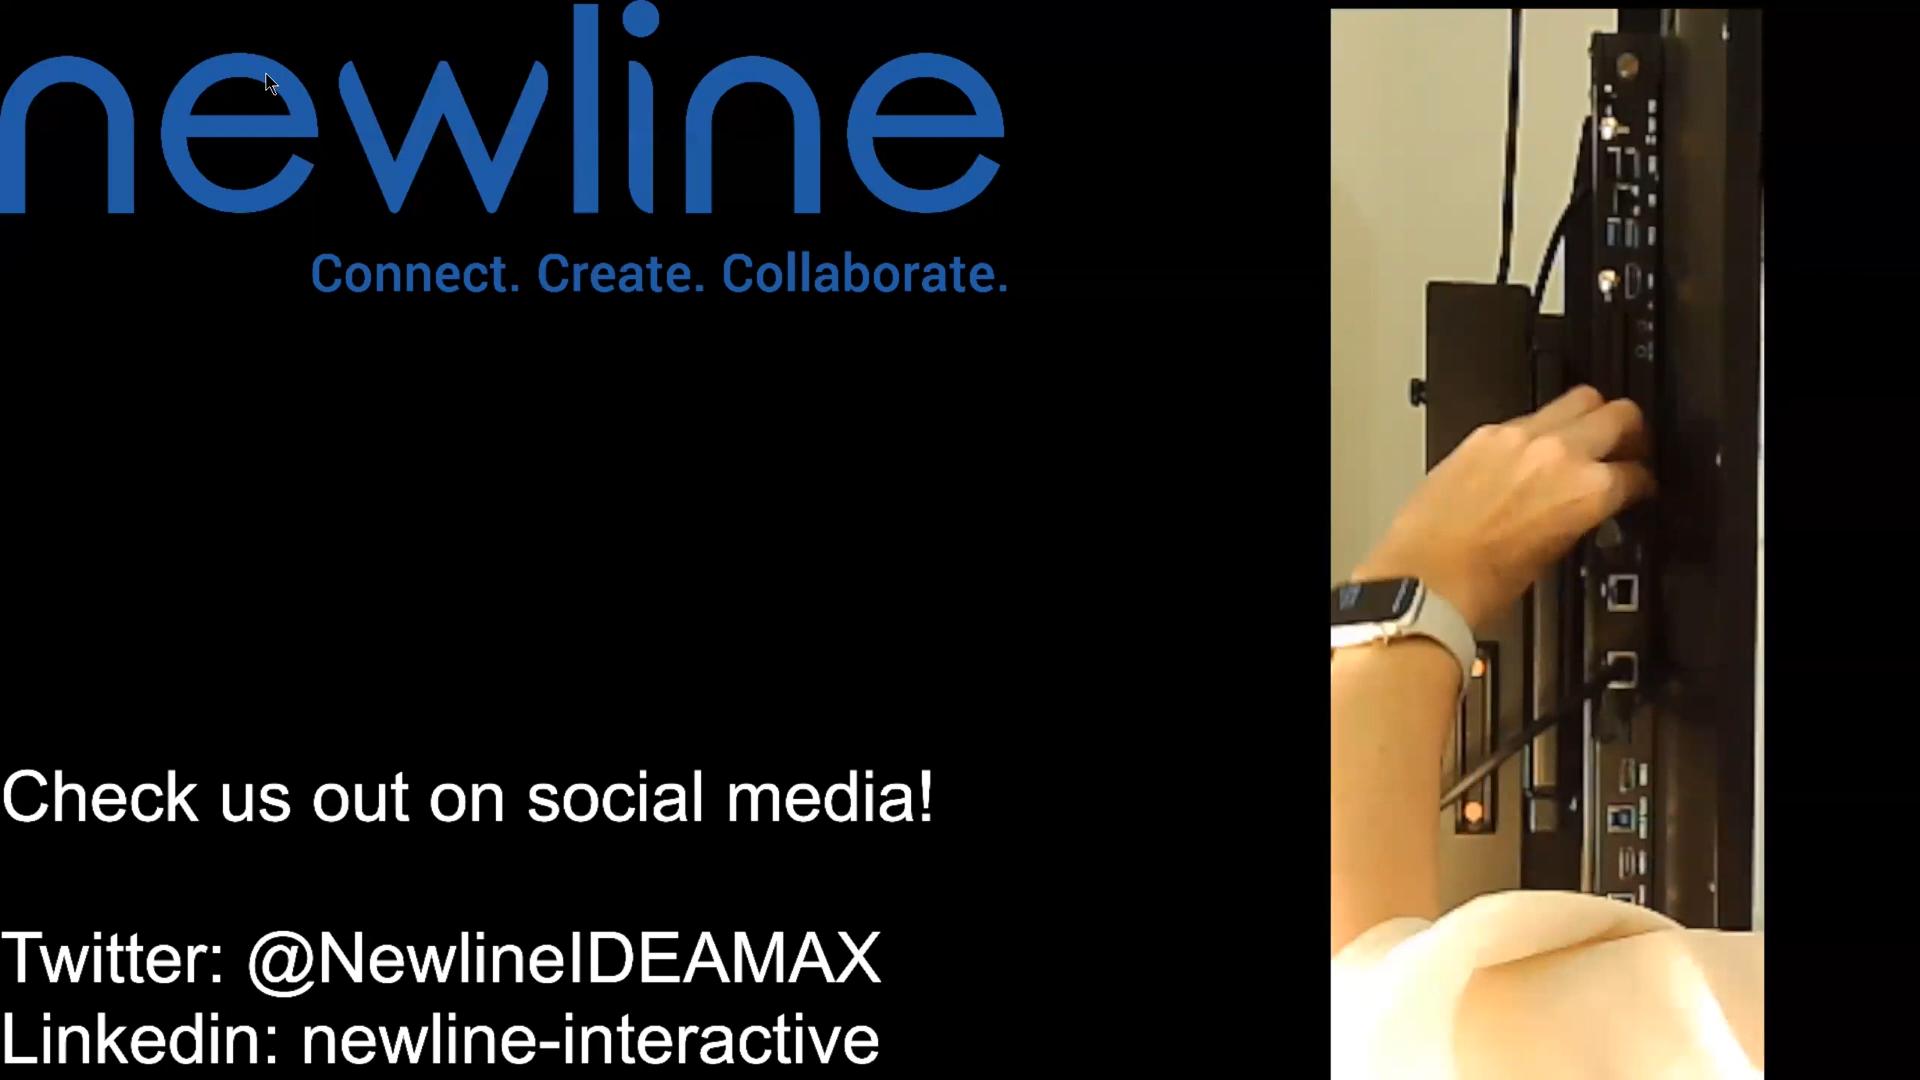 newline
Connect. Create. Collaborate.
Check us out on social media!
Twitter: @NewlineIDEAMAX
Linkedin: newline-interactive